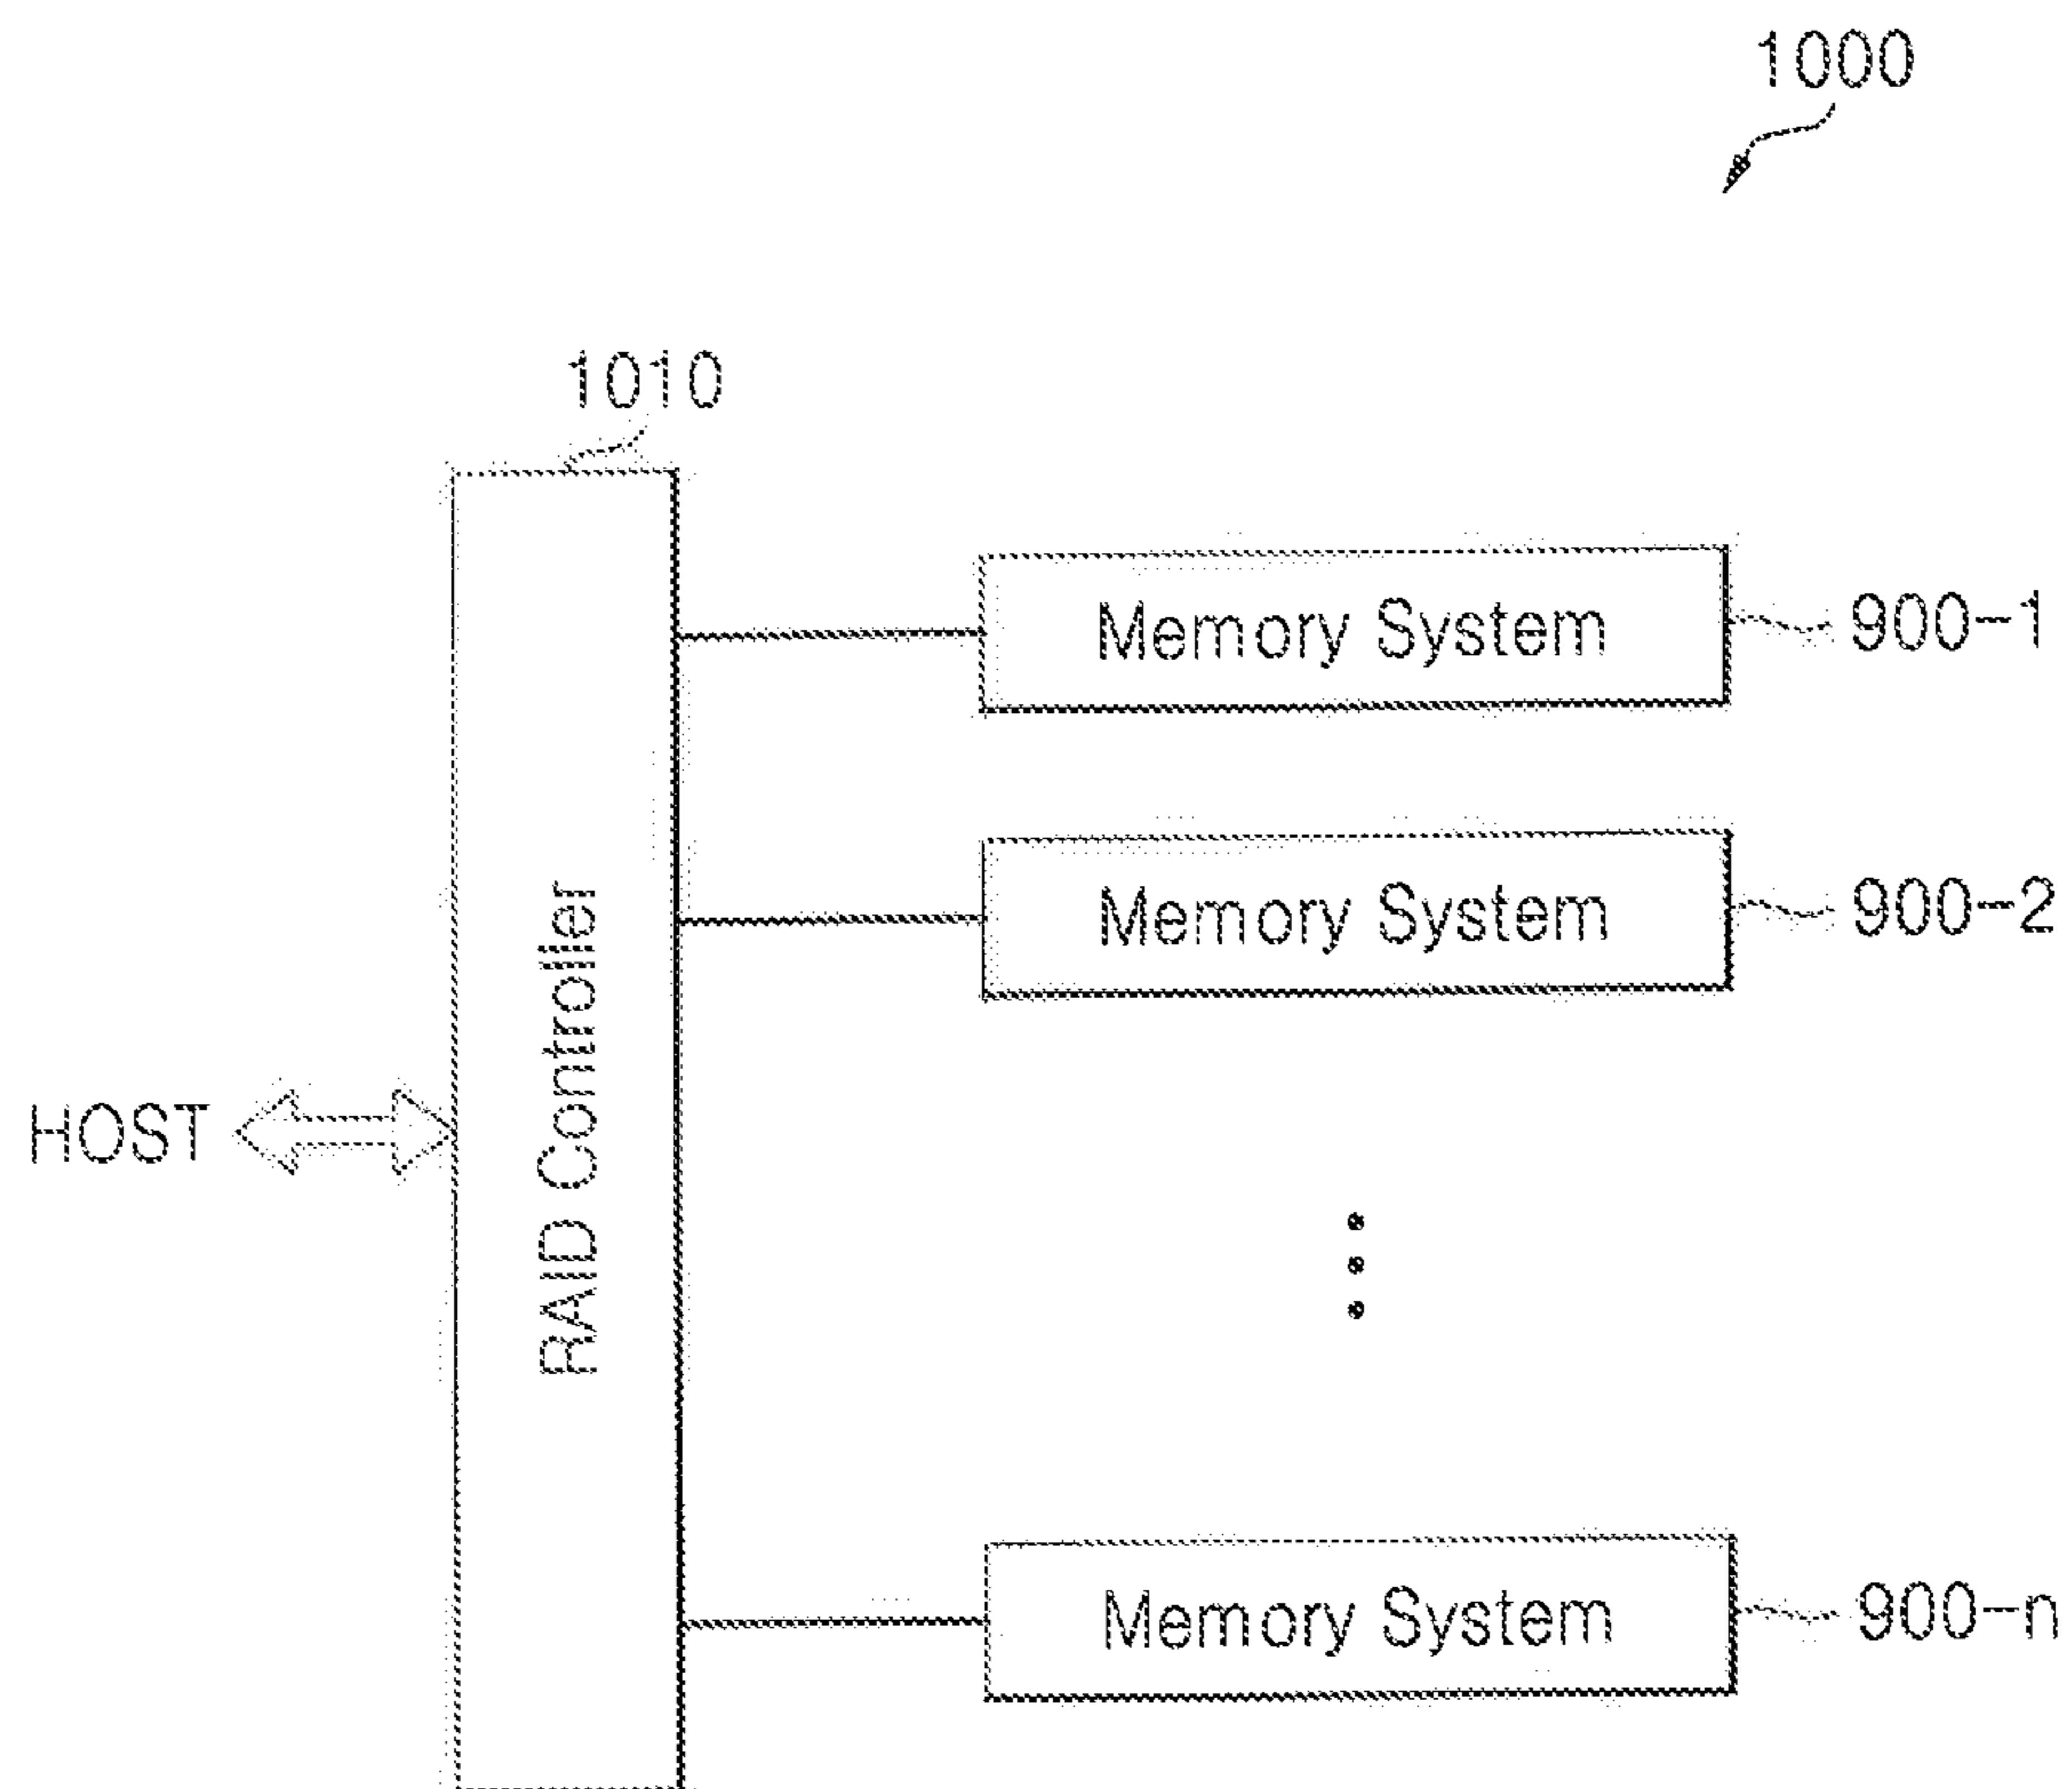 1000
1010
Memory System
900-1
Memory System
900-2
RAID Controller
HOST
Memory System
900-n